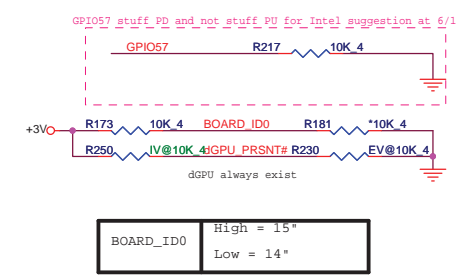 GPIO57 stuff PD and not stuff PU for Intel suggestion at 6/1
GPIO57 R217 10K_4
+3V R173 10K_4 BOARD_ID0 R181 *10K_4
R250 IV@10K_4 dGPU_PRSNT# R230 EV@10K_4
dGPU always exist
BOARD_ID0
High = 15"
Low = 14"